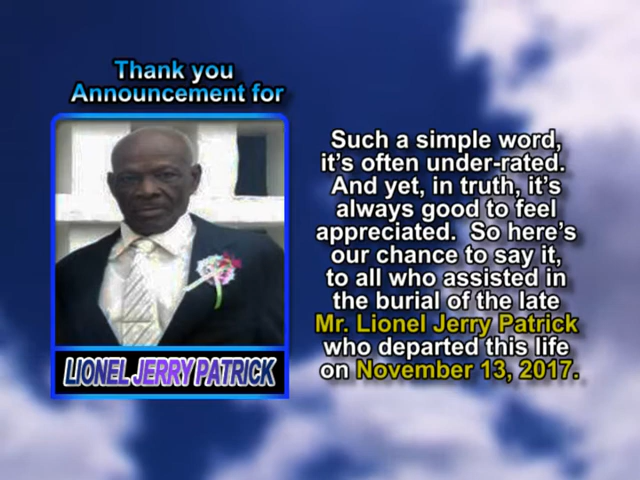 Thank you
Announcement for
LIONEL JERRY PATRICK
Such a simple word,
it's often under-rated.
And yet, in truth, it's
always good to feel
appreciated. So here's
our chance to say it,
to all who assisted in
the burial of the late
Mr. Lionel Jerry Patrick
who departed this life
on November 13, 2017.